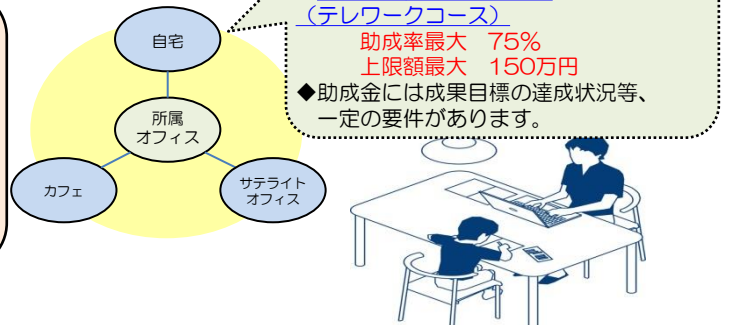 （テレワークコース）
助成率最大　75%
上限額最大　150万円
◆助成金には成果目標の達成状況等、
一定の要件があります。
自宅
所属
オフィス
カフェ
サテライト
オフィス